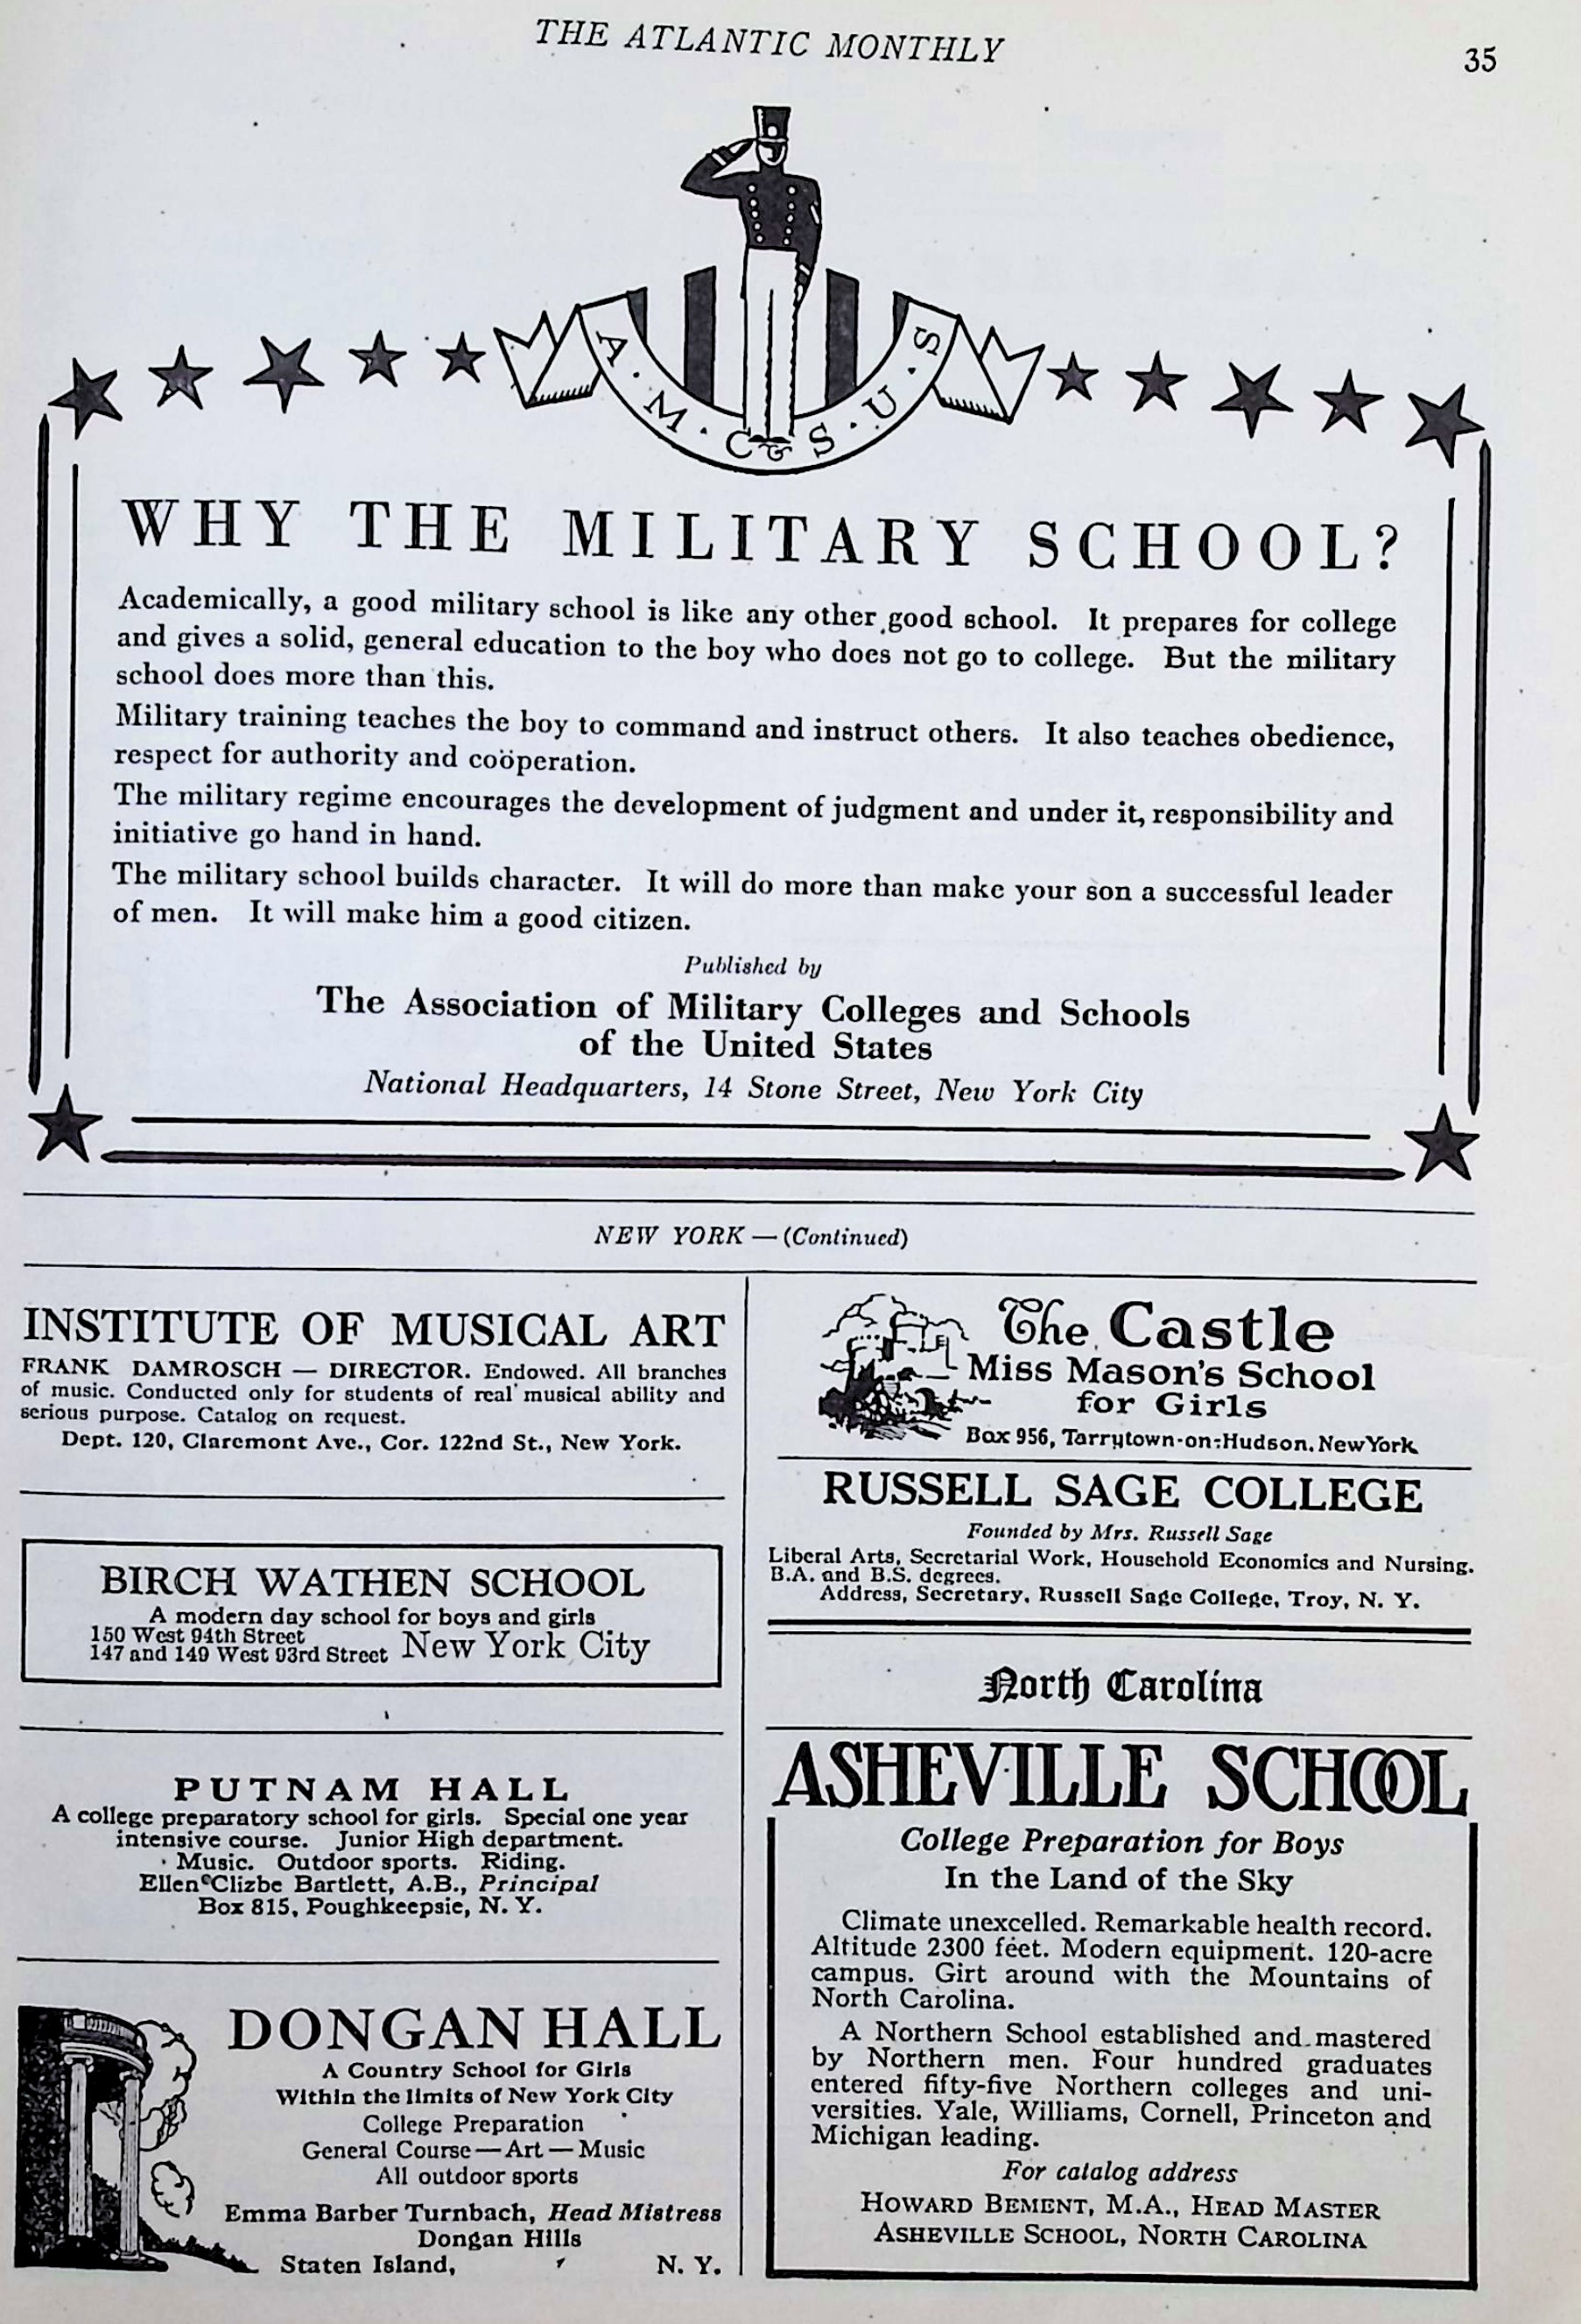 THE ATLANTIC MONTHLY
35
A · M · C & S · U · S
WHY THE MILITARY SCHOOL?
Academically, a good military school is like any other good school. It prepares for college
and gives a solid, general education to the boy who does not go to college. But the military
school does more than this.
Military training teaches the boy to command and instruct others. It also teaches obedience,
respect for authority and coöperation.
The military regime encourages the development of judgment and under it, responsibility and
initiative go hand in hand.
The military school builds character. It will do more than make your son a successful leader
of men. It will make him a good citizen.
Published by
The Association of Military Colleges and Schools
of the United States
National Headquarters, 14 Stone Street, New York City
NEW YORK — (Continued)
INSTITUTE OF MUSICAL ART
FRANK DAMROSCH — DIRECTOR. Endowed. All branches
of music. Conducted only for students of real musical ability and
serious purpose. Catalog on request.
Dept. 120, Claremont Ave., Cor. 122nd St., New York.
BIRCH WATHEN SCHOOL
A modern day school for boys and girls
150 West 94th Street
147 and 149 West 93rd Street New York City
PUTNAM HALL
A college preparatory school for girls. Special one year
intensive course. Junior High department.
Music. Outdoor sports. Riding.
Ellen Clizbe Bartlett, A.B., Principal
Box 815, Poughkeepsie, N. Y.
DONGAN HALL
A Country School for Girls
Within the limits of New York City
College Preparation
General Course — Art — Music
All outdoor sports
Emma Barber Turnbach, Head Mistress
Dongan Hills
Staten Island, N. Y.
The Castle
Miss Mason's School
for Girls
Box 956, Tarrytown-on-Hudson, New York
RUSSELL SAGE COLLEGE
Founded by Mrs. Russell Sage
Liberal Arts, Secretarial Work, Household Economics and Nursing.
B.A. and B.S. degrees.
Address, Secretary, Russell Sage College, Troy, N. Y.
North Carolina
ASHEVILLE SCHOOL
College Preparation for Boys
In the Land of the Sky
Climate unexcelled. Remarkable health record.
Altitude 2300 feet. Modern equipment. 120-acre
campus. Girt around with the Mountains of
North Carolina.
A Northern School established and mastered
by Northern men. Four hundred graduates
entered fifty-five Northern colleges and uni-
versities. Yale, Williams, Cornell, Princeton and
Michigan leading.
For catalog address
HOWARD BEMENT, M.A., HEAD MASTER
ASHEVILLE SCHOOL, NORTH CAROLINA